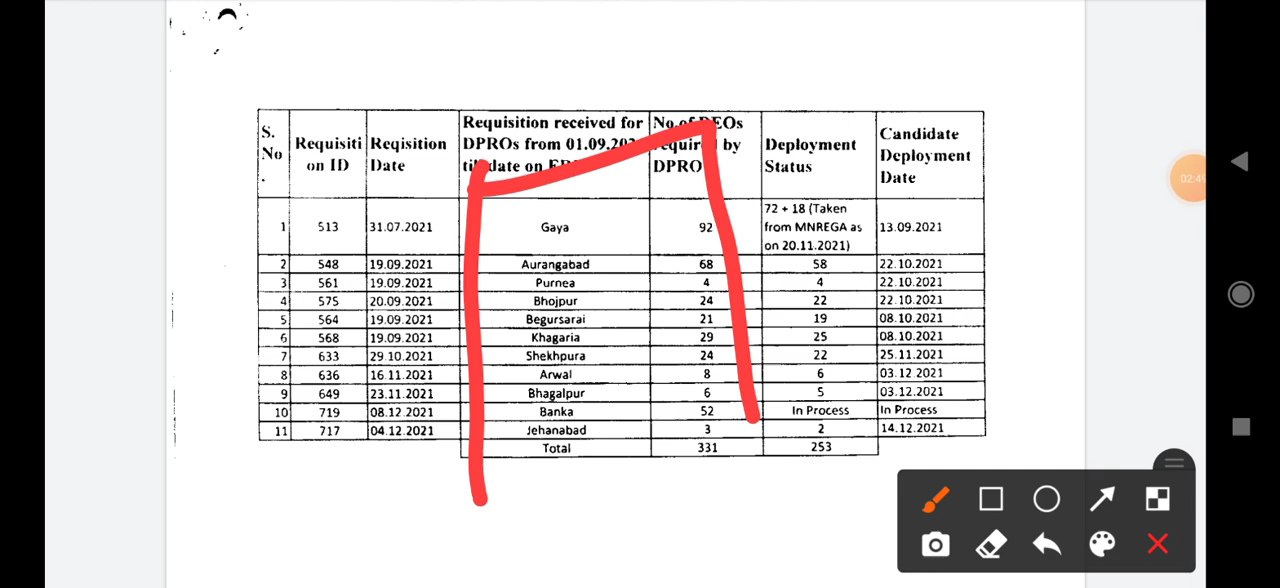 S. No . Requisiti on ID Reqisition Date Requisition received for DPROs from 01.09.20 date on No.of by DPRO Deployment Status Candidate Deployment Date
1 513 31.07.2021 Gaya 92 72 + 18 (Taken from MNREGA as on 20.11.2021) 13.09.2021
2 548 19.09.2021 Aurangabad 68 58 22.10.2021
3 561 19.09.2021 Purnea 4 4 22.10.2021
4 575 20.09.2021 Bhojpur 24 22 22.10.2021
5 564 19.09.2021 Begursarai 21 19 08.10.2021
6 568 19.09.2021 Khagaria 29 25 08.10.2021
7 633 29.10.2021 Shekhpura 24 22 25.11.2021
8 636 16.11.2021 Arwal 8 6 03.12.2021
9 649 23.11.2021 Bhagalpur 6 5 03.12.2021
10 719 08.12.2021 Banka 52 In Process In Process
11 717 04.12.2021 Jehanabad 3 2 14.12.2021
Total 331 253
02:49